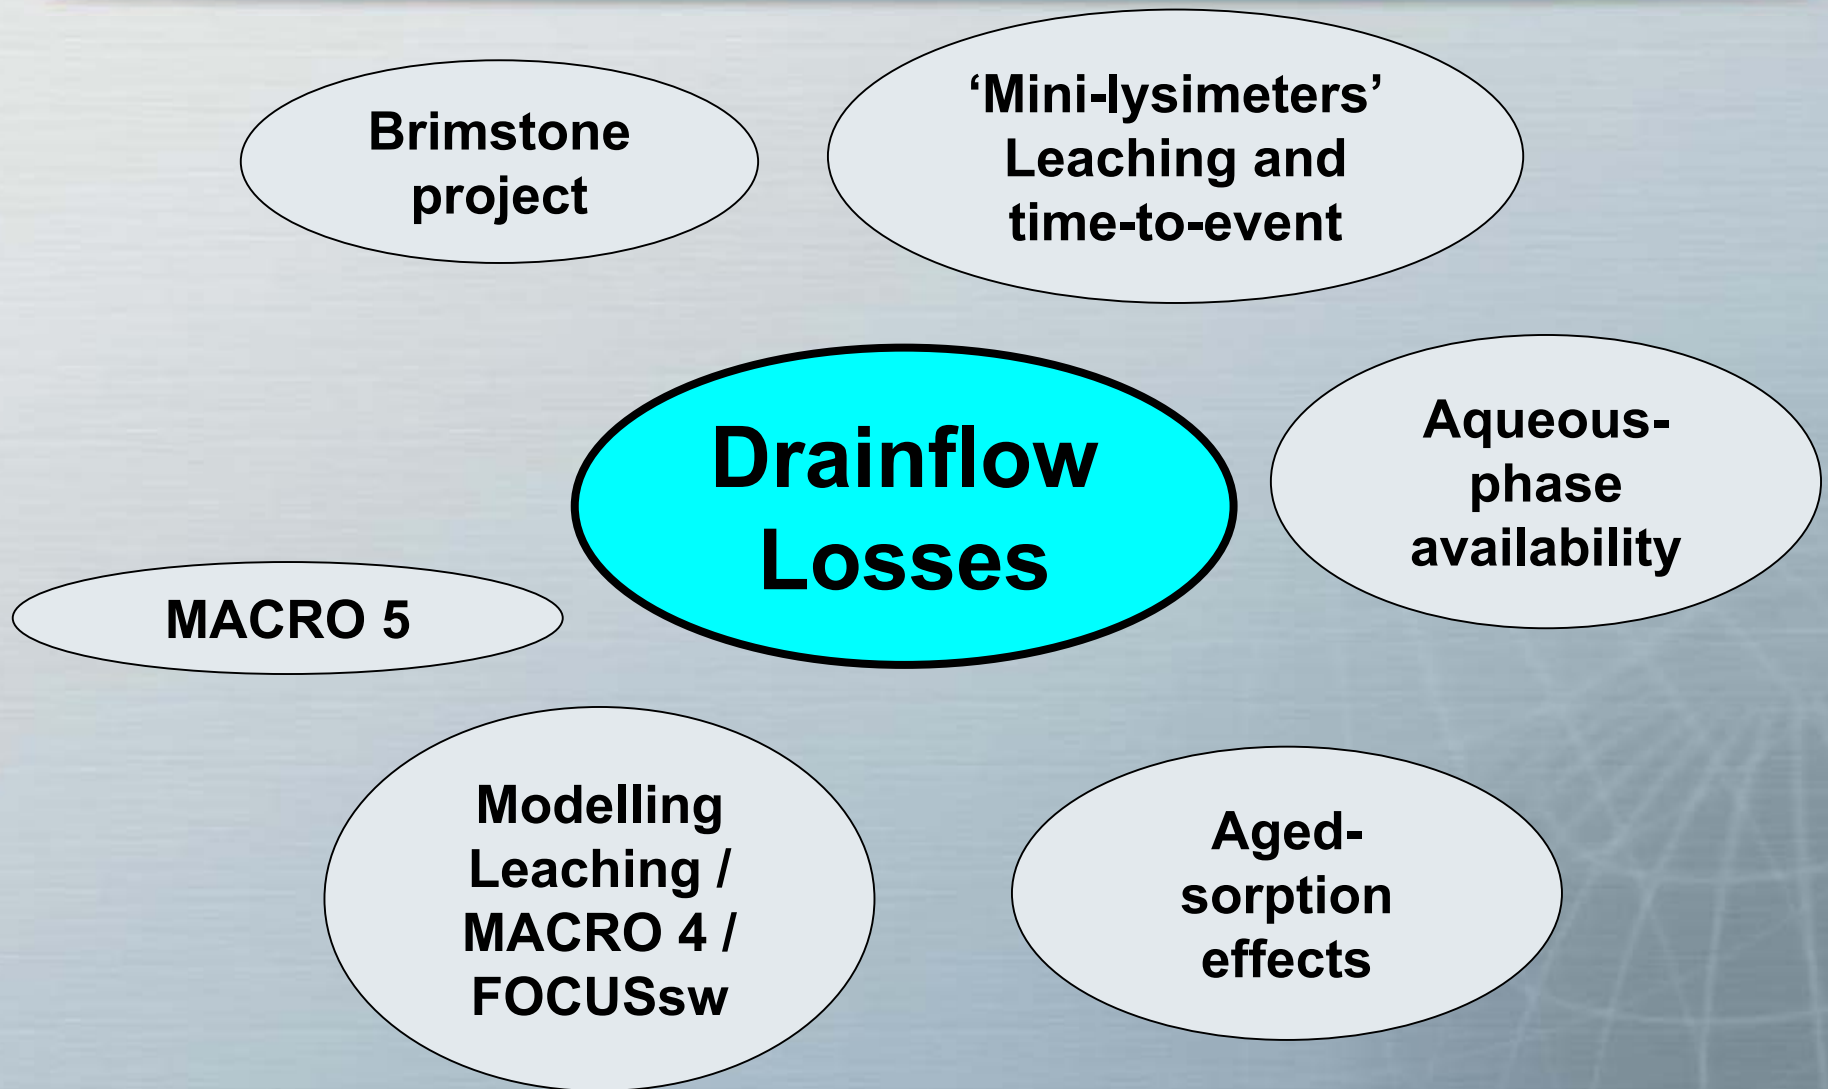 Brimstone
project
‘Mini-lysimeters’
Leaching and
time-to-event
Drainflow
Losses
Aqueous-
phase
availability
MACRO 5
Modelling
Leaching /
MACRO 4 /
FOCUSsw
Aged-
sorption
effects